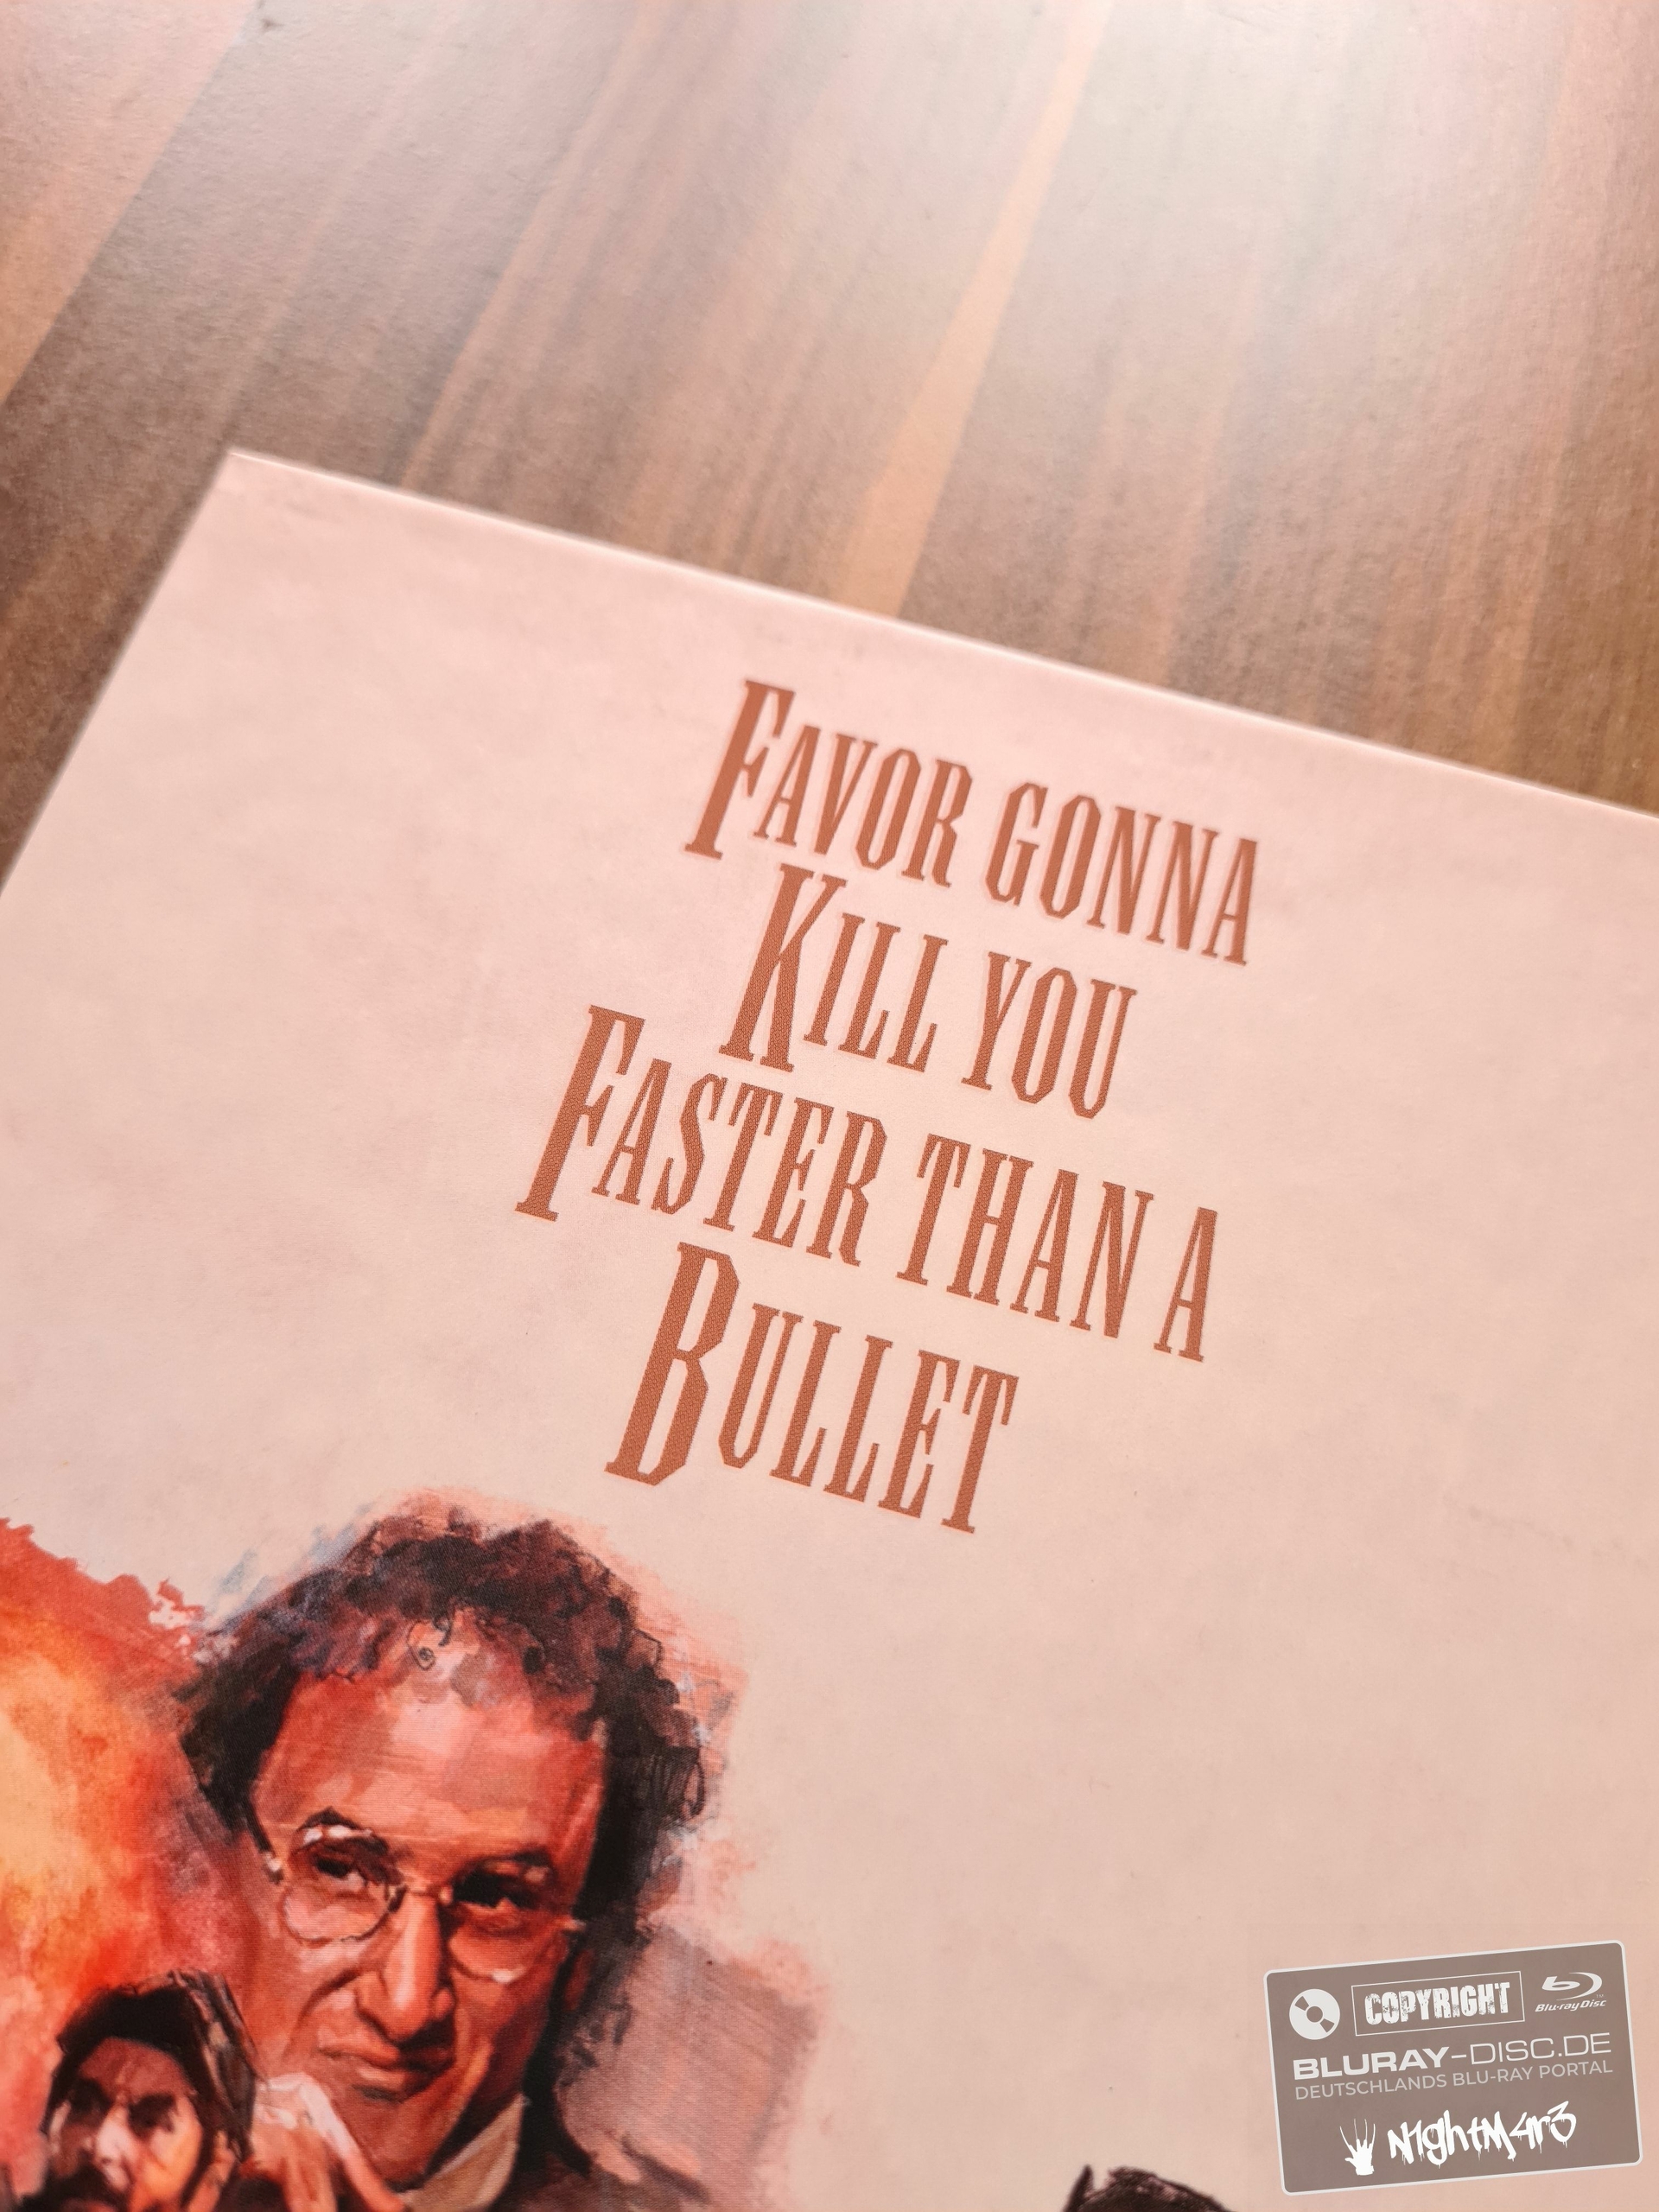 FAVOR GONNA
KILL YOU
FASTER THAN A
BULLET
COPYRIGHT
Blu-ray Disc
BLURAY-DISC.DE
DEUTSCHLANDS BLU-RAY PORTAL
N1ghtM4r3